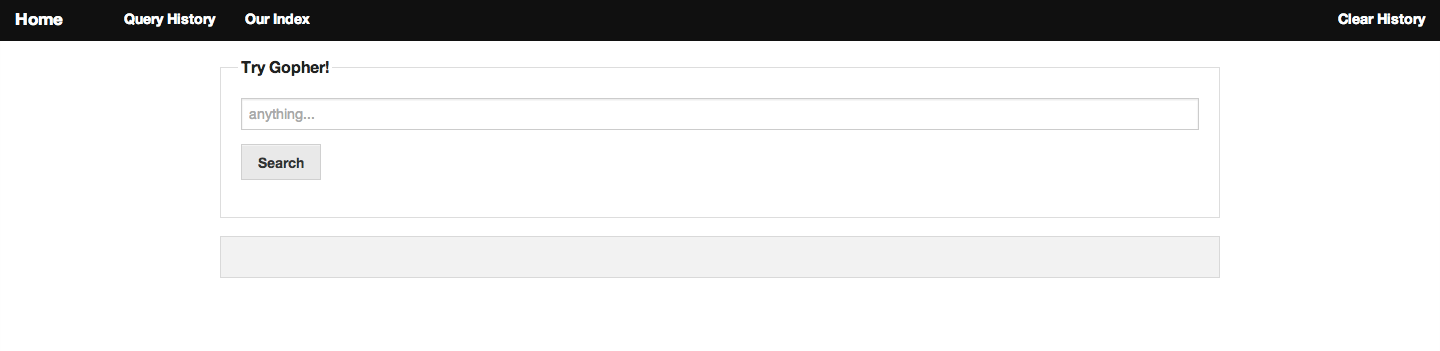 Home Query History Our Index Clear History
Try Gopher!
anything...
Search